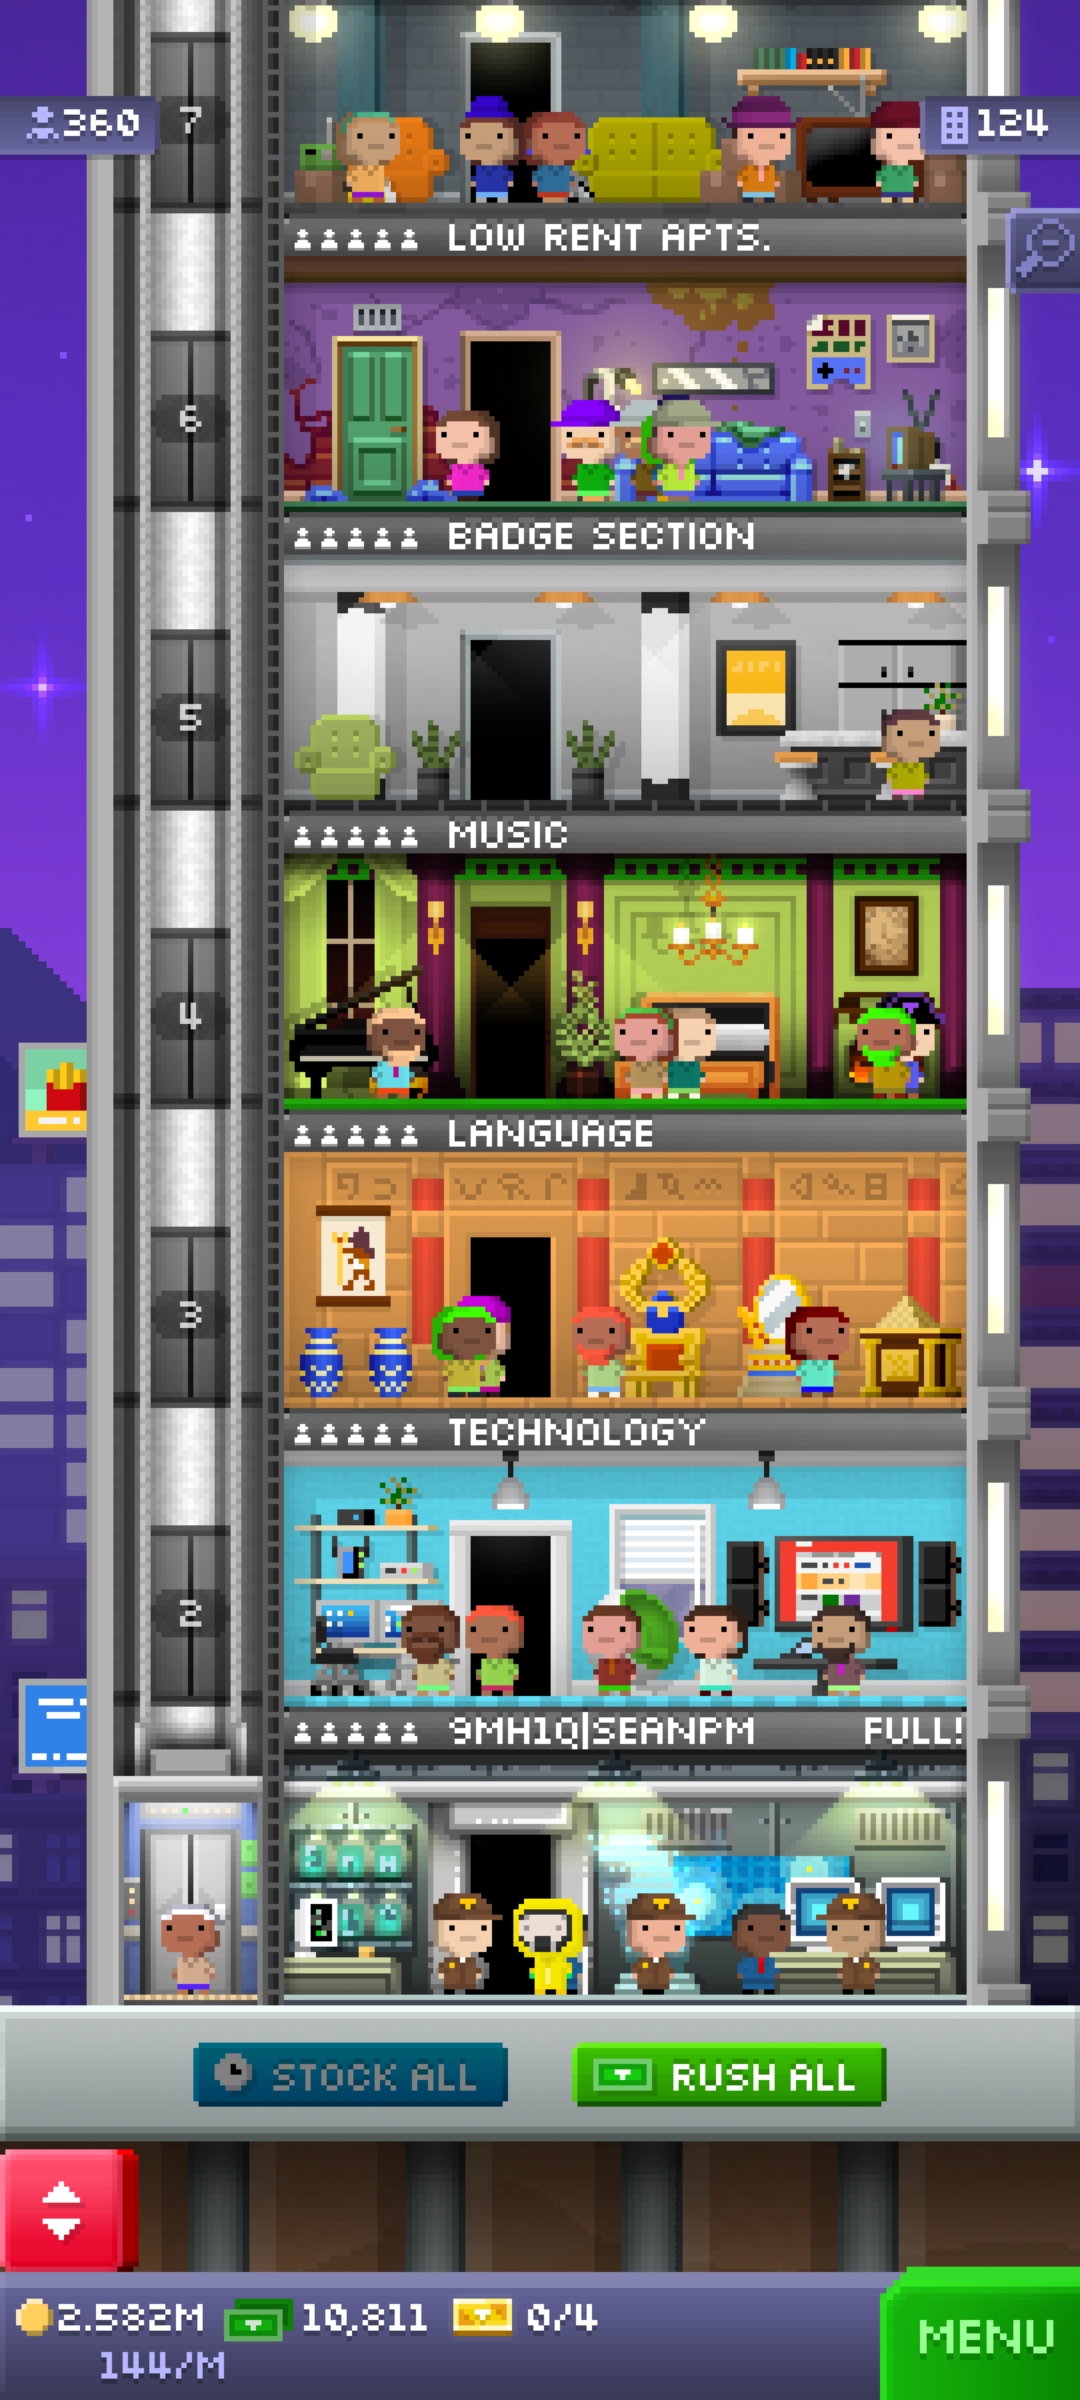 360
7
124
LOW RENT APTS.
6
BADGE SECTION
5
MUSIC
4
LANGUAGE
3
TECHNOLOGY
2
9MH1Q|SEANPM FULL!
STOCK ALL
RUSH ALL
2.582M 10,811 0/4
144/M
MENU